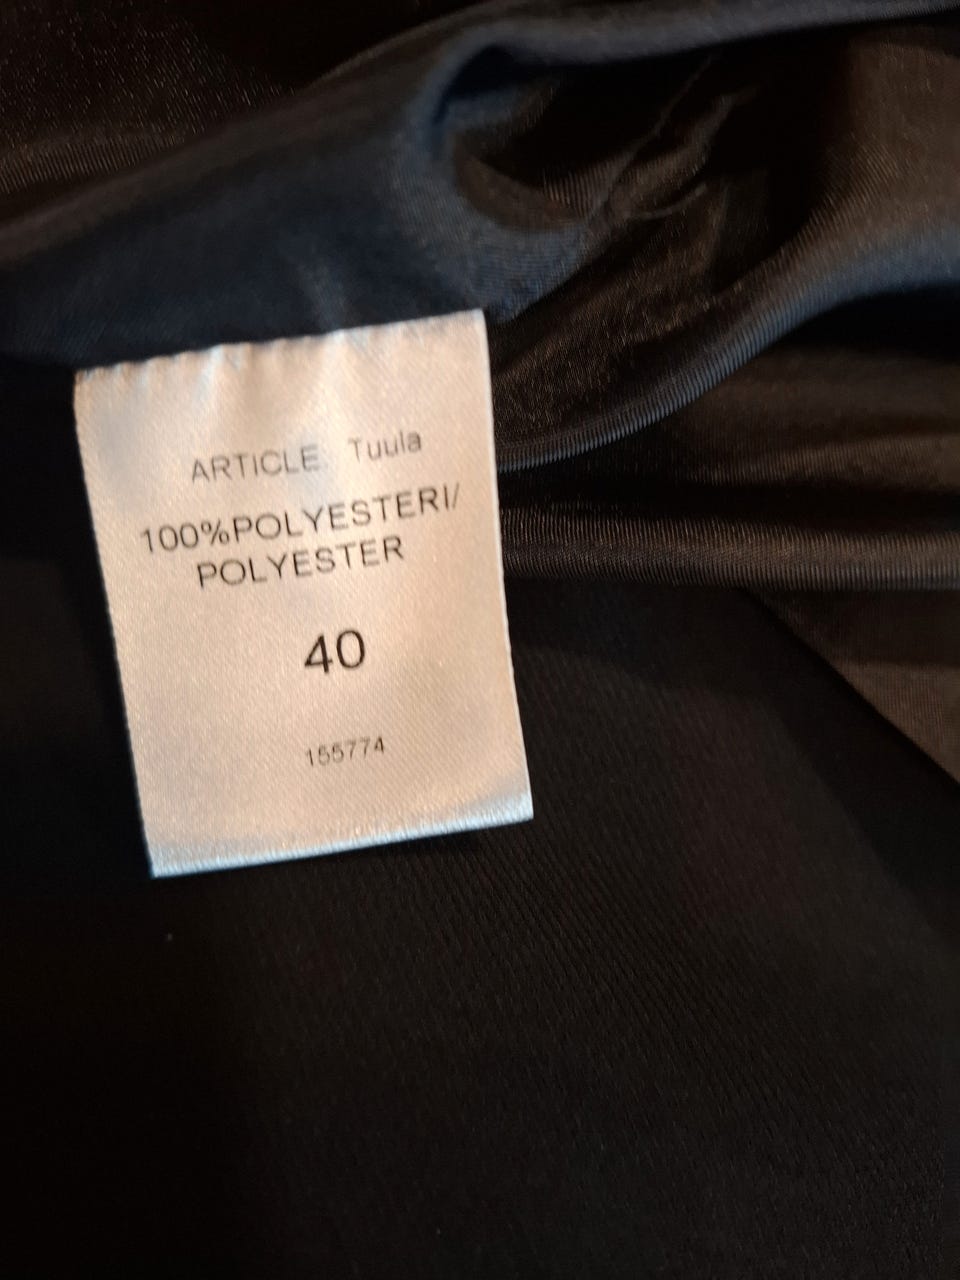 ARTICLE: Tuula
100%POLYESTERI/
POLYESTER
40
155774